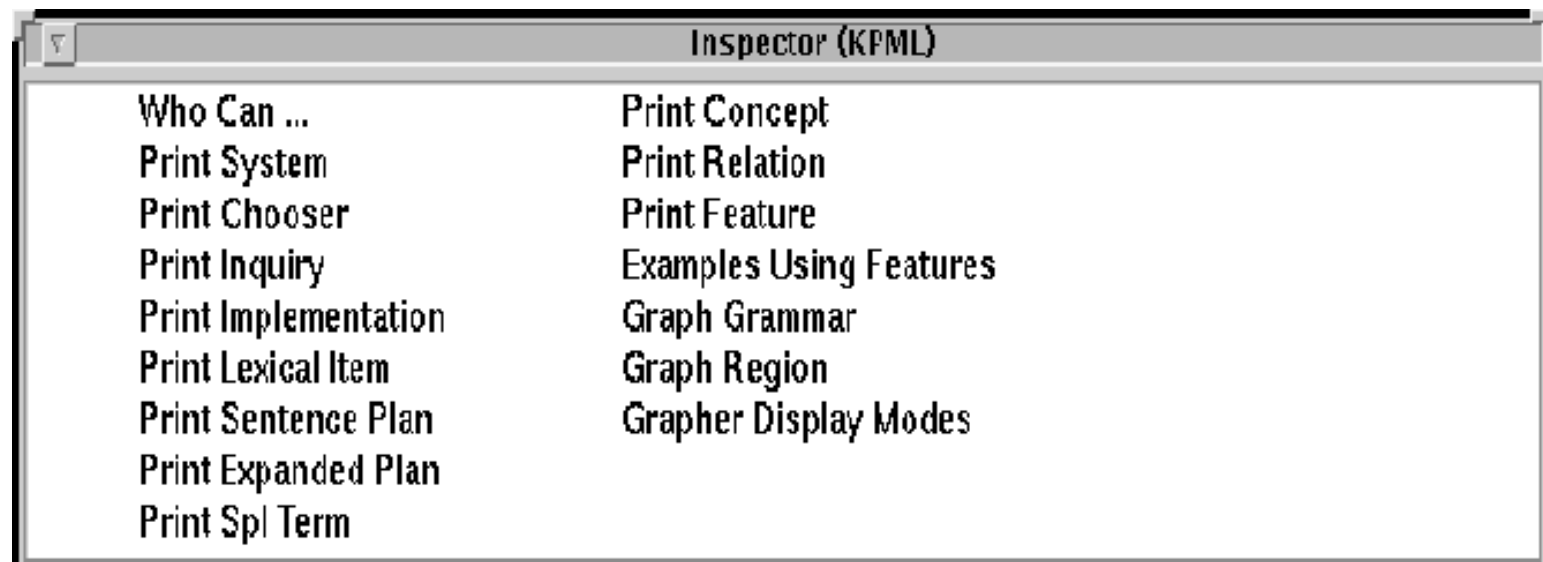 Inspector (KPML)
Who Can ...
Print System
Print Chooser
Print Inquiry
Print Implementation
Print Lexical Item
Print Sentence Plan
Print Expanded Plan
Print Spl Term
Print Concept
Print Relation
Print Feature
Examples Using Features
Graph Grammar
Graph Region
Grapher Display Modes